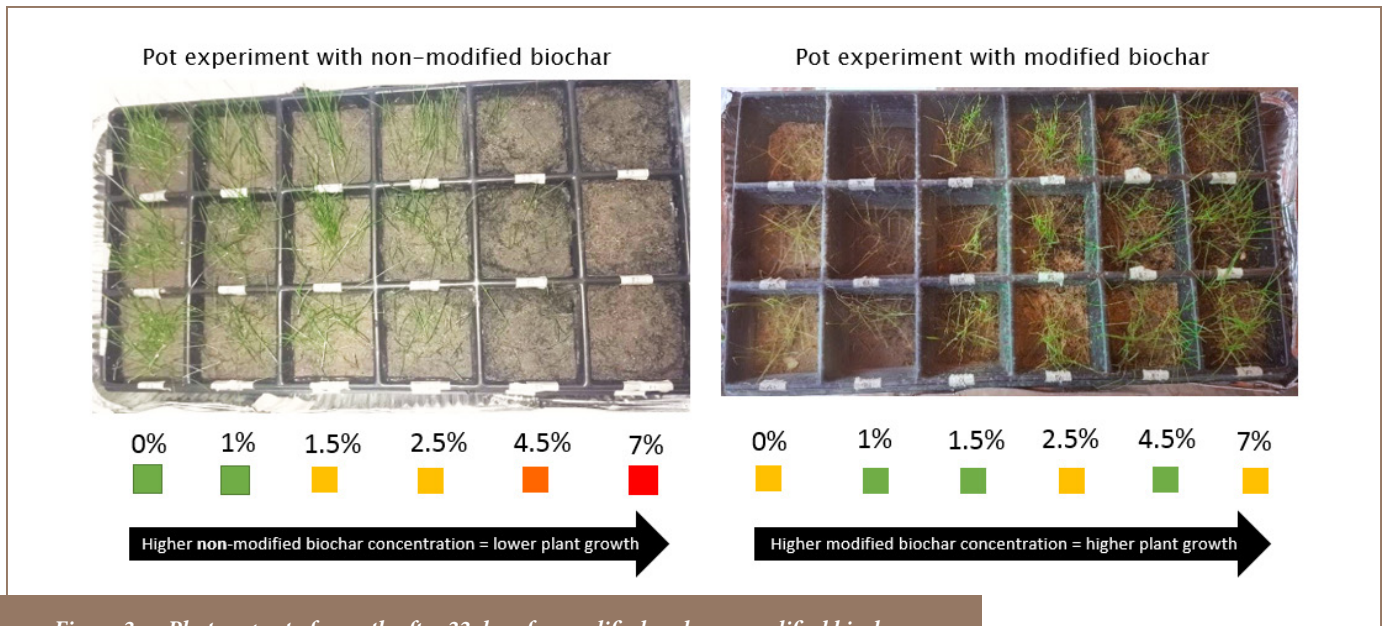 Pot experiment with non-modified biochar
Pot experiment with modified biochar
0% 1% 1.5% 2.5% 4.5% 7%
0% 1% 1.5% 2.5% 4.5% 7%
Higher non-modified biochar concentration = lower plant growth
Higher modified biochar concentration = higher plant growth